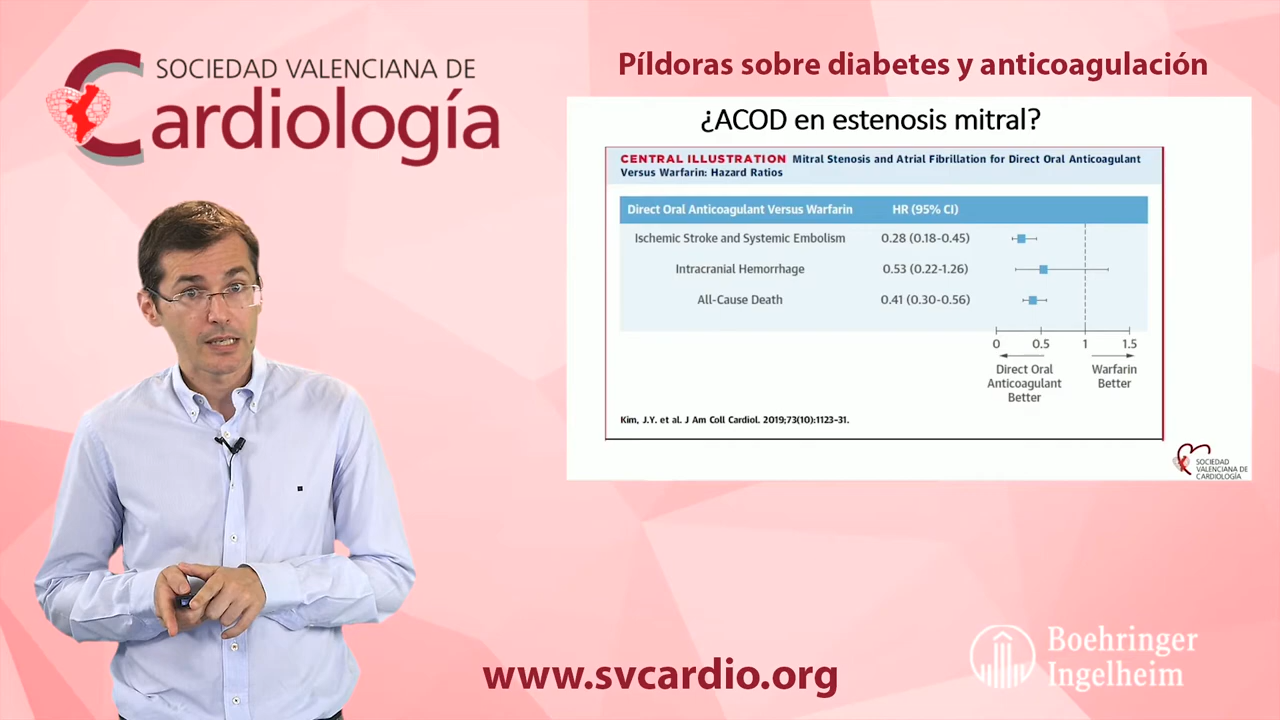 SOCIEDAD VALENCIANA DE
Cardiología
Píldoras sobre diabetes y anticoagulación
¿ACOD en estenosis mitral?
CENTRAL ILLUSTRATION Mitral Stenosis and Atrial Fibrillation for Direct Oral Anticoagulant
Versus Warfarin: Hazard Ratios
Direct Oral Anticoagulant Versus Warfarin HR (95% CI)
Ischemic Stroke and Systemic Embolism 0.28 (0.18-0.45)
Intracranial Hemorrhage 0.53 (0.22-1.26)
All-Cause Death 0.41 (0.30-0.56)
0 0.5 1 1.5
Direct Oral Anticoagulant Better
Warfarin Better
Kim, J.Y. et al. J Am Coll Cardiol. 2019;73(10):1123-31.
SOCIEDAD
VALENCIANA DE
CARDIOLOGÍA
www.svcardio.org
Boehringer
Ingelheim